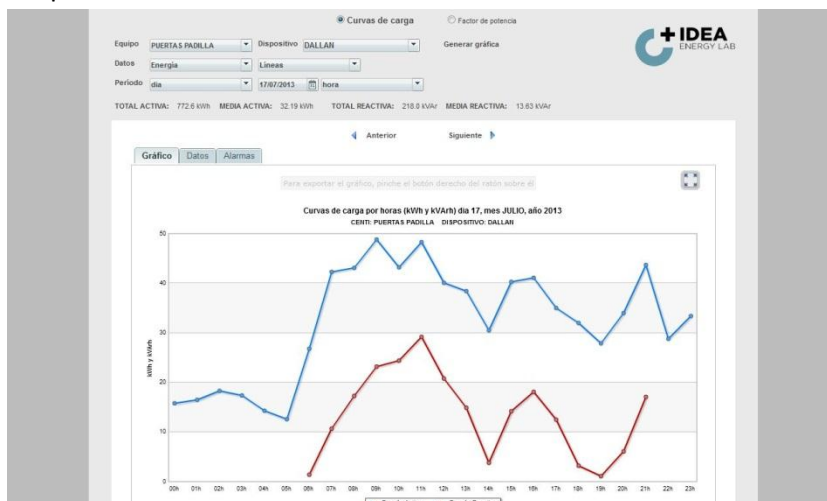 Curvas de carga Factor de potencia
Equipo PUERTAS PADILLA Dispositivo DALLAN Generar gráfica
+ IDEA
ENERGY LAB
Datos Energía Líneas
Periodo dia 17/07/2013 hora
TOTAL ACTIVA: 772.6 kWh MEDIA ACTIVA: 32.19 kWh TOTAL REACTIVA: 218.0 kVAr MEDIA REACTIVA: 13.63 kVAr
Anterior Siguiente
Gráfico Datos Alarmas
Para exportar el gráfico, pinche el botón derecho del ratón sobre él
Curvas de carga por horas (kWh y kVArh) dia 17, mes JULIO, año 2013
CENTI: PUERTAS PADILLA DISPOSITIVO: DALLAN
50
40
30
20
10
0
kWh y kVArh
00h 01h 02h 03h 04h 05h 06h 07h 08h 09h 10h 11h 12h 13h 14h 15h 16h 17h 18h 19h 20h 21h 22h 23h